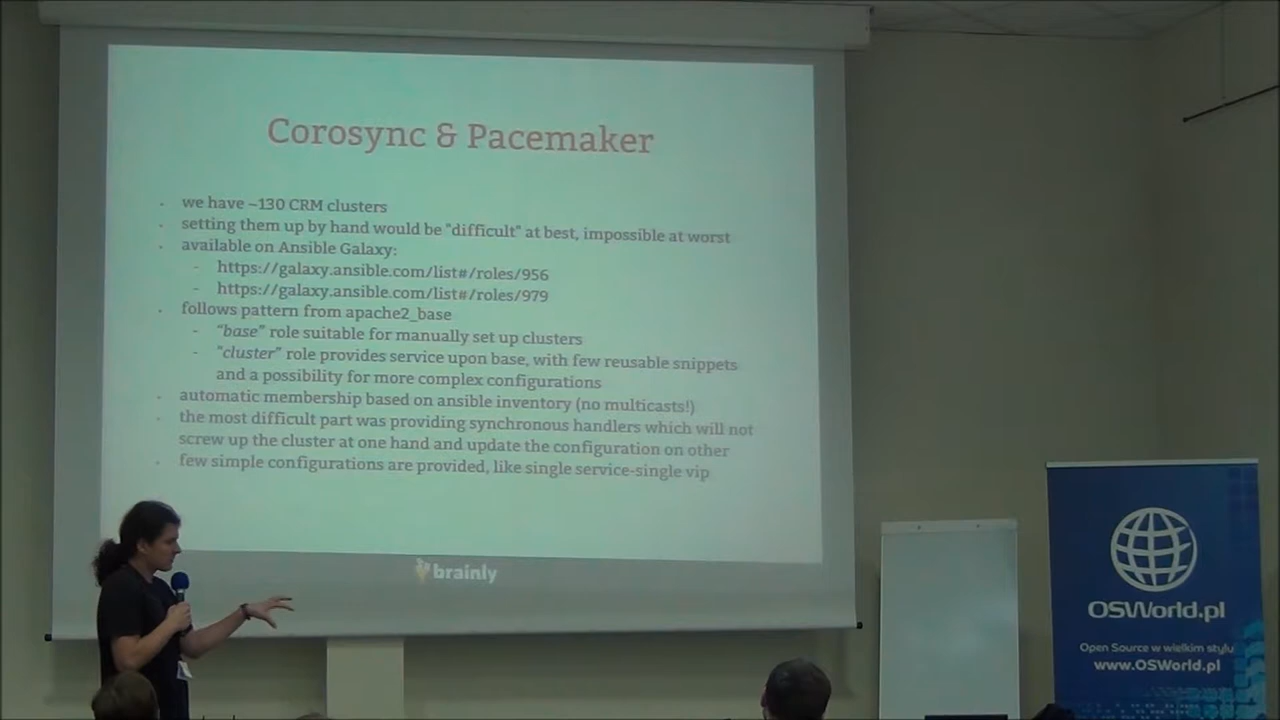 Corosync & Pacemaker
we have ~130 CRM clusters
setting them up by hand would be "difficult" at best, impossible at worst
available on Ansible Galaxy:
https://galaxy.ansible.com/list#/roles/956
https://galaxy.ansible.com/list#/roles/979
follows pattern from apache2_base
"base" role suitable for manually set up clusters
"cluster" role provides service upon base, with few reusable snippets
and a possibility for more complex configurations
automatic membership based on ansible inventory (no multicasts!)
the most difficult part was providing synchronous handlers which will not
screw up the cluster at one hand and update the configuration on other
few simple configurations are provided, like single service-single vip
brainly
OSWorld.pl
Open Source w wielkim stylu
www.OSWorld.pl